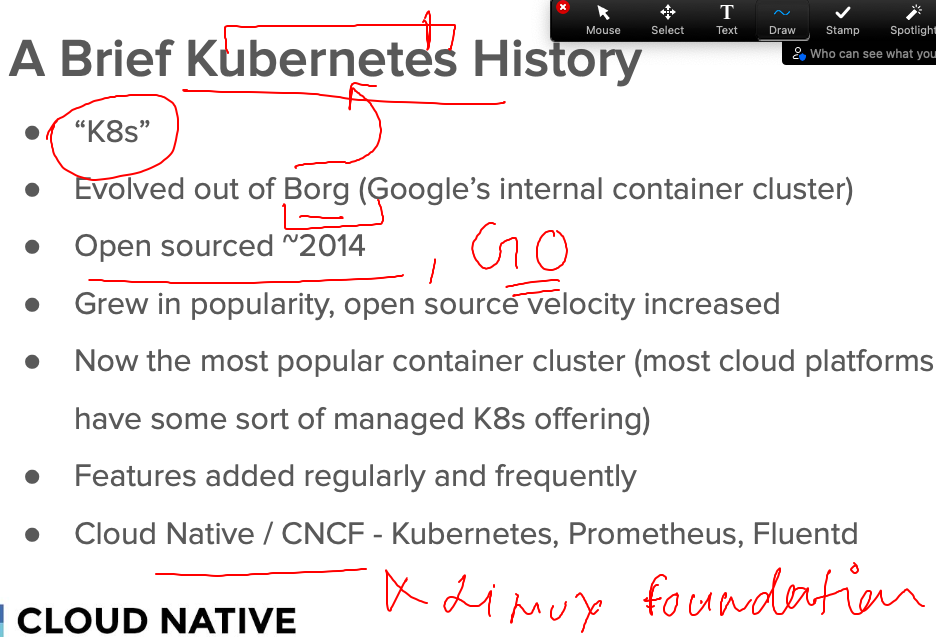 Mouse Select Text Draw Stamp Spotlight
Who can see what you
A Brief Kubernetes History
● “K8s”
● Evolved out of Borg (Google’s internal container cluster)
● Open sourced ~2014 , GO
● Grew in popularity, open source velocity increased
● Now the most popular container cluster (most cloud platforms
have some sort of managed K8s offering)
● Features added regularly and frequently
● Cloud Native / CNCF - Kubernetes, Prometheus, Fluentd
Linux foundation
CLOUD NATIVE